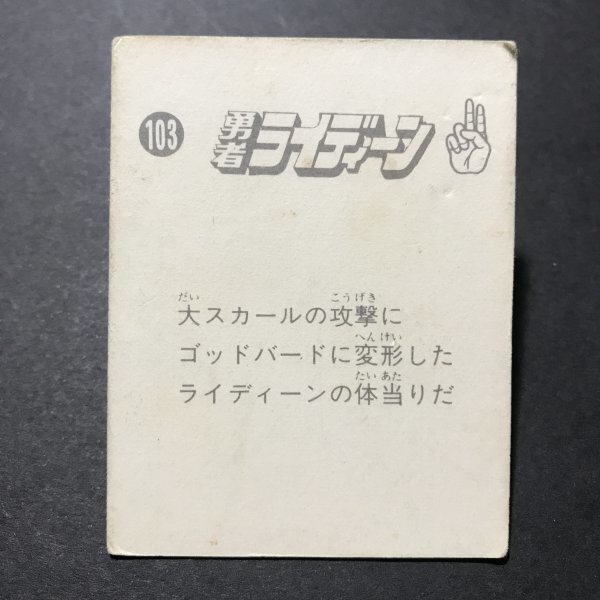 103
勇者ライディーン
だい こうげき
大スカールの攻撃に
へんけい
ゴッドバードに変形した
たいあた
ライディーンの体当りだ